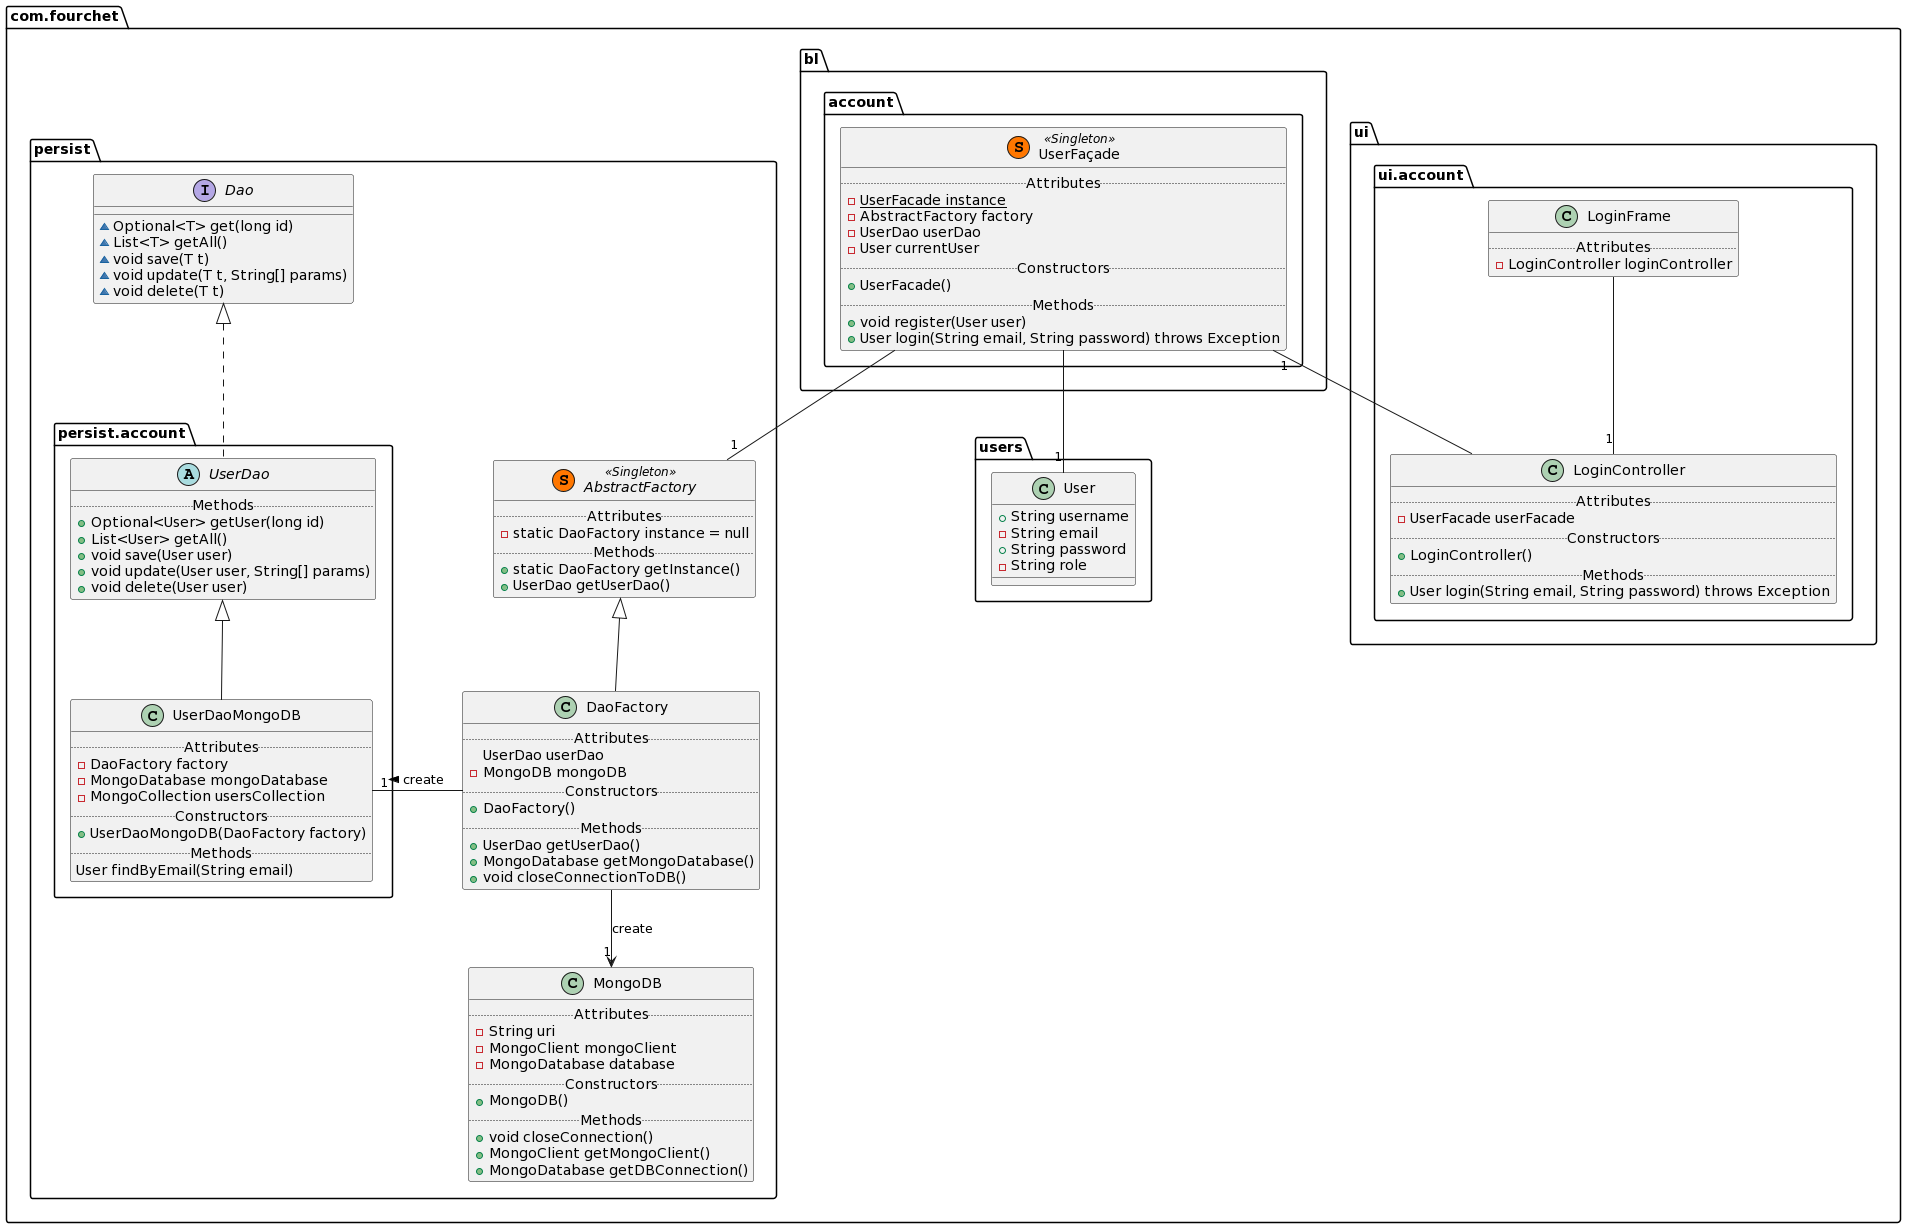 com.fourchet
bl
account
S
«Singleton»
UserFaçade
Attributes
UserFacade instance
AbstractFactory factory
UserDao userDao
User currentUser
Constructors
UserFacade()
Methods
void register(User user)
User login(String email, String password) throws Exception
ui
ui.account
C LoginFrame
Attributes
LoginController loginController
persist
I Dao
Optional<T> get(long id)
List<T> getAll()
void save(T t)
void update(T t, String[] params)
void delete(T t)
1
1
1
1
persist.account
A UserDao
Methods
Optional<User> getUser(long id)
List<User> getAll()
void save(User user)
void update(User user, String[] params)
void delete(User user)
S
«Singleton»
AbstractFactory
Attributes
static DaoFactory instance = null
Methods
static DaoFactory getInstance()
UserDao getUserDao()
users
C User
String username
String email
String password
String role
C LoginController
Attributes
UserFacade userFacade
Constructors
LoginController()
Methods
User login(String email, String password) throws Exception
C UserDaoMongoDB
Attributes
DaoFactory factory
MongoDatabase mongoDatabase
MongoCollection usersCollection
Constructors
UserDaoMongoDB(DaoFactory factory)
Methods
User findByEmail(String email)
1
create
C DaoFactory
Attributes
UserDao userDao
MongoDB mongoDB
Constructors
DaoFactory()
Methods
UserDao getUserDao()
MongoDatabase getMongoDatabase()
void closeConnectionToDB()
create
1
C MongoDB
Attributes
String uri
MongoClient mongoClient
MongoDatabase database
Constructors
MongoDB()
Methods
void closeConnection()
MongoClient getMongoClient()
MongoDatabase getDBConnection()